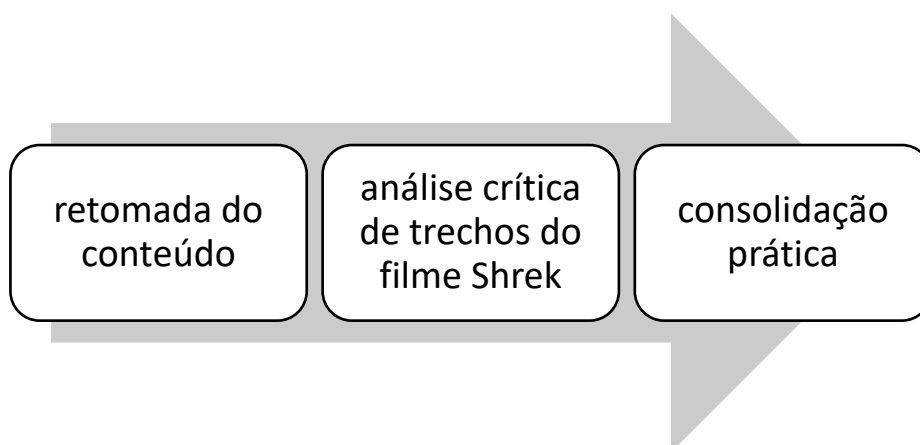 retomada do
conteúdo
análise crítica
de trechos do
filme Shrek
consolidação
prática